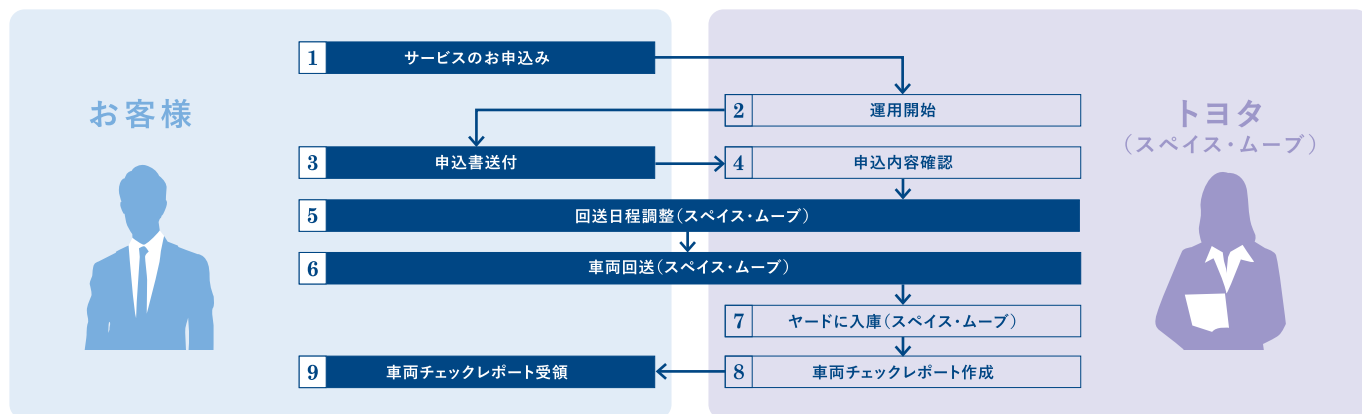 お客様
トヨタ
（スペイス・ムーブ）
1 サービスのお申込み
2 運用開始
3 申込書送付
4 申込内容確認
5 回送日程調整（スペイス・ムーブ）
6 車両回送（スペイス・ムーブ）
7 ヤードに入庫（スペイス・ムーブ）
8 車両チェックレポート作成
9 車両チェックレポート受領